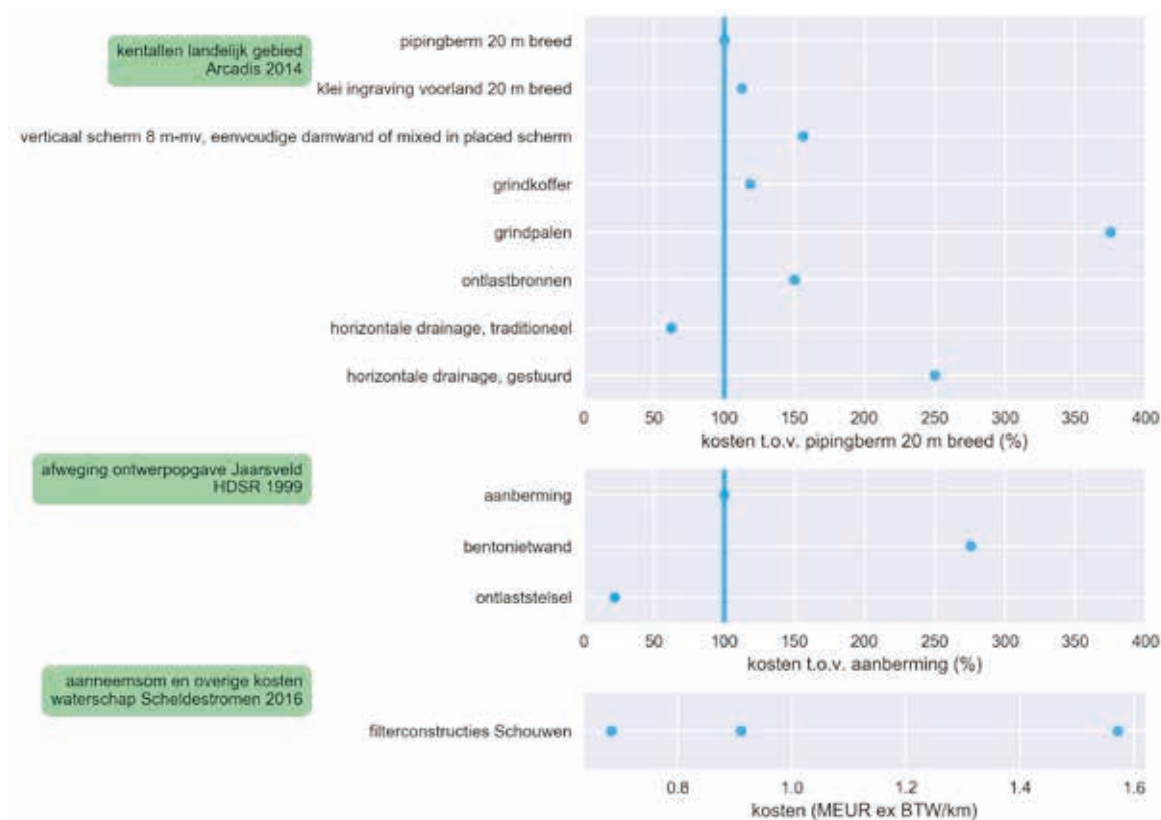 kentallen landelijk gebied
Arcadis 2014
pipingberm 20 m breed
klei ingraving voorland 20 m breed
verticaal scherm 8 m-mv, eenvoudige damwand of mixed in placed scherm
grindkoffer
grindpalen
ontlastbronnen
horizontale drainage, traditioneel
horizontale drainage, gestuurd
0 50 100 150 200 250 300 350 400
kosten t.o.v. pipingberm 20 m breed (%)
afweging ontwerpopgave Jaarsveld
HDSR 1999
aanberming
bentonietwand
ontlaststelsel
0 50 100 150 200 250 300 350 400
kosten t.o.v. aanberming (%)
aanneemsom en overige kosten
waterschap Scheldestromen 2016
filterconstructies Schouwen
0.8 1.0 1.2 1.4 1.6
kosten (MEUR ex BTW/km)